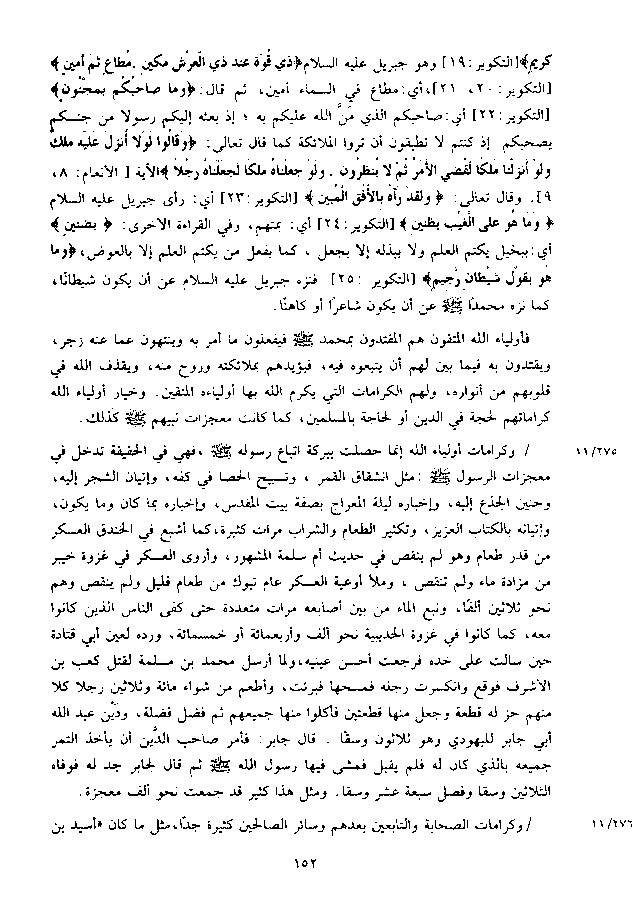 كريم﴾[التكوير:١٩] وهو جبريل عليه السلام﴿ذي قُوَّة عند ذي الْعَرْش مكين .مُطَاعٍ ثم أَمين ﴾
[التكوير: ٢٠، ٢١]،أي:مطاع في السماء أمين، ثم قال:﴿وما صاحبُكُم بمجنون﴾
[التكوير: ٢٢] أي: صاحبكم الذي مَنَّ الله عليكم به ؛ إذ بعثه إليكم رسولا من جنسكم
يصحبكم إذ كنتم لا تطيقون أن تروا الملائكة كما قال تعالى: ﴿وقالوا لولا أنزل عليه ملك
ولو أنزلنا ملكا لقضي الأمر ثم لا ينظرون . ولو جعلناه ملكا لجعلناه رجلا ﴾الآية [ الأنعام: ٨،
٩]. وقال تعالى: ﴿ ولقد رآه بالأفق المبين ﴾ [التكوير:٢٣] أي: رأى جبريل عليه السلام
﴿ وما هو على الغيب بظنين ﴾ [التكوير:٢٤] أي: بمتهم، وفي القراءة الأخرى: ﴿ بضنين ﴾
أي: ببخيل يكتم العلم ولا يبذله إلا بجعل ، كما يفعل من يكتم العلم إلا بالعوض، ﴿وما
هو بقول شيطان رجيم﴾ [التكوير :٢٥] فنزه جبريل عليه السلام عن أن يكون شيطانًا،
كما نزه محمدًا ﷺ عن أن يكون شاعرًا أو كاهنًا.
فأولياء الله المتقون هم المقتدون بمحمد ﷺ فيفعلون ما أمر به وينتهون عما عنه زجر،
ويقتدون به فيما بين لهم أن يتبعوه فيه، فيؤيدهم بملائكته وروح منه، ويقذف الله في
قلوبهم من أنواره، ولهم الكرامات التي يكرم الله بها أولياءه المتقين. وخيار أولياء الله
كراماتهم لحجة في الدين أو لحاجة بالمسلمين، كما كانت معجزات نبيهم ﷺ كذلك.
١١/٢٧٥ / وكرامات أولياء الله إنما حصلت ببركة اتباع رسوله ﷺ ،فهي في الحقيقة تدخل في
معجزات الرسول ﷺ :مثل انشقاق القمر ، وتسبيح الحصا في كفه، وإتيان الشجر إليه،
وحنين الجذع إليه، وإخباره ليلة المعراج بصفة بيت المقدس، وإخباره بما كان وما يكون،
وإتيانه بالكتاب العزيز، وتكثير الطعام والشراب مرات كثيرة،كما أشبع في الخندق العسكر
من قدر طعام وهو لم ينقص في حديث أم سلمة المشهور، وأروى العسكر في غزوة خيبر
من مزادة ماء ولم تنقص ، وملأ أوعية العسكر عام تبوك من طعام قليل ولم ينقص وهم
نحو ثلاثين ألفًا، ونبع الماء من بين أصابعه مرات متعددة حتى كفى الناس الذين كانوا
معه، كما كانوا في غزوة الحديبية نحو ألف وأربعمائة أو خمسمائة، ورده لعين أبي قتادة
حين سالت على خده فرجعت أحسن عينيه،ولما أرسل محمد بن مسلمة لقتل كعب بن
الأشرف فوقع وانكسرت رجله فمسحها فبرئت، وأطعم من شواء مائة وثلاثين رجلا كلا
منهم حز له قطعة وجعل منها قطعتين فأكلوا منها جميعهم ثم فضل فضلة، ودَيْن عبد الله
أبي جابر لليهودي وهو ثلاثون وسقًا . قال جابر: فأمر صاحب الدَّين أن يأخذ التمر
جميعه بالذي كان له فلم يقبل فمشى فيها رسول الله ﷺ ثم قال لجابر جد له فوفاه
الثلاثين وسقا وفضل سبعة عشر وسقا. ومثل هذا كثير قد جمعت نحو ألف معجزة.
١١/٢٧٦ / وكرامات الصحابة والتابعين بعدهم وسائر الصالحين كثيرة جدًا،مثل ما كان «أسيد بن
١٥٢